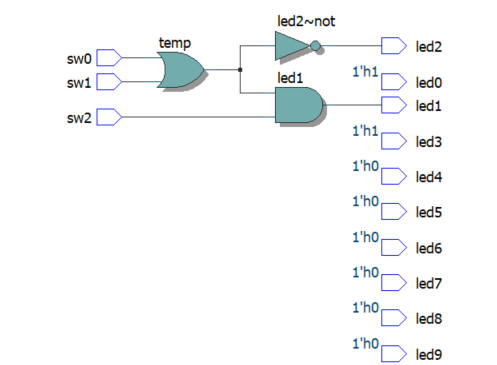 led2~not
temp
led2
sw0
1'h1
led0
sw1
led1
led1
sw2
1'h1
led3
1'h0
led4
1'h0
led5
1'h0
led6
1'h0
led7
1'h0
led8
1'h0
led9